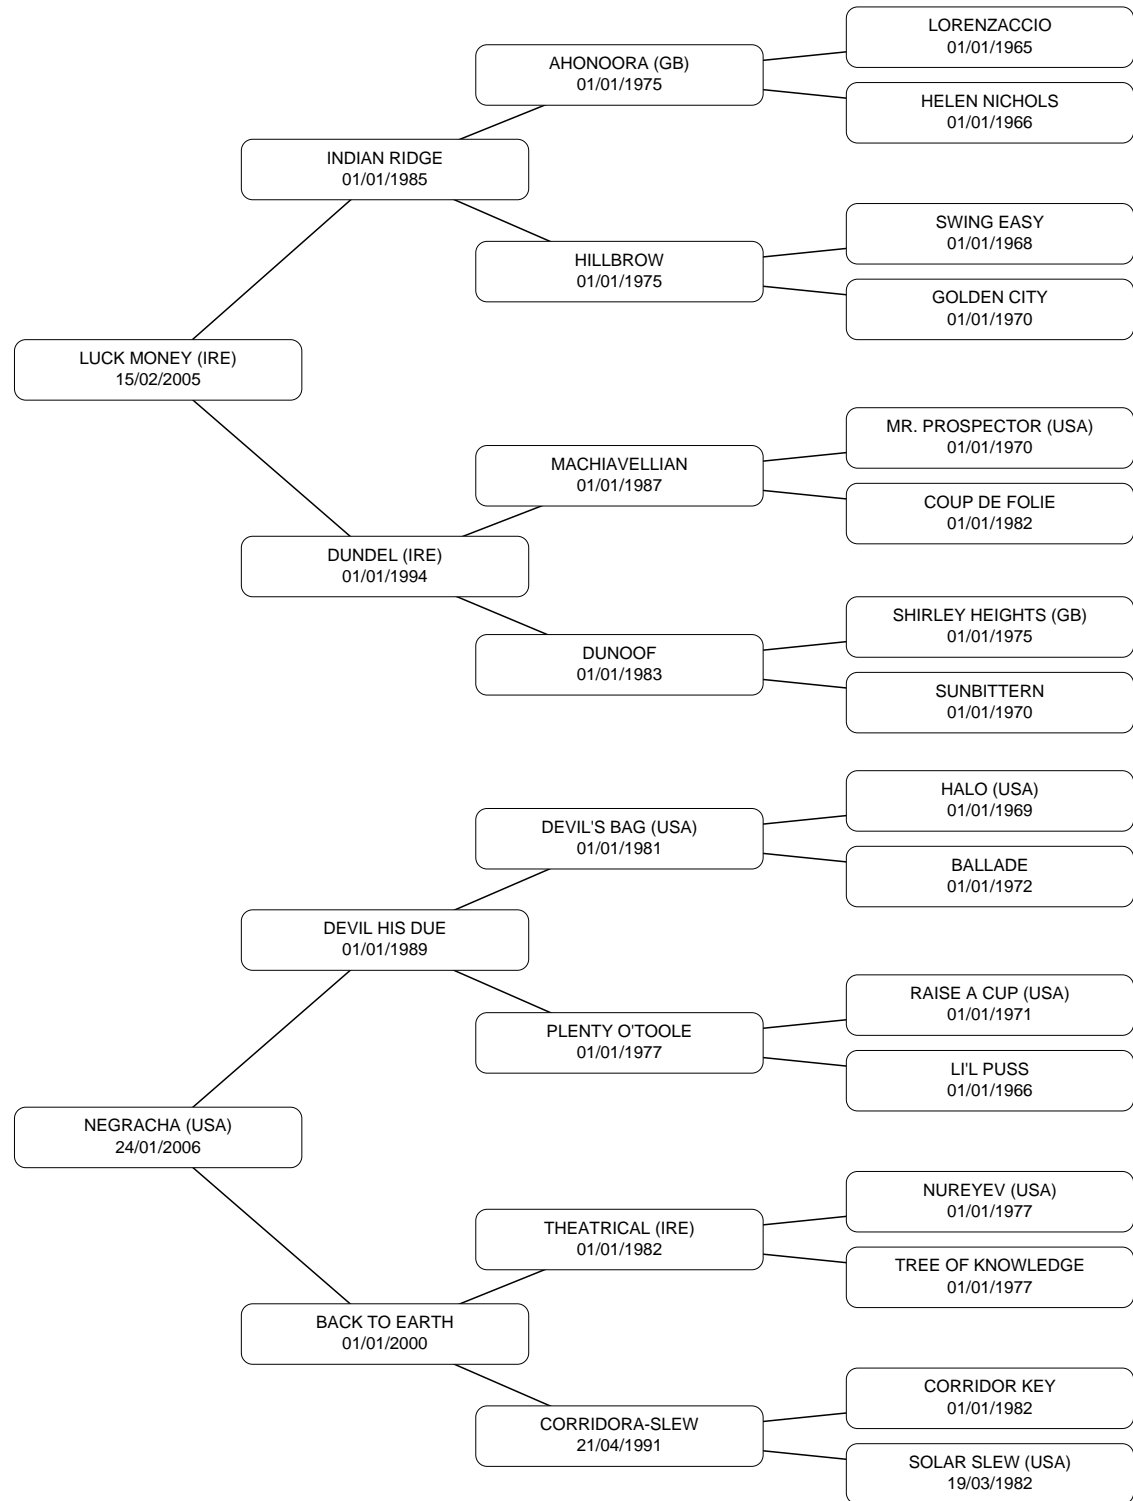 LORENZACCIO
01/01/1965
AHONOORA (GB)
01/01/1975
HELEN NICHOLS
01/01/1966
INDIAN RIDGE
01/01/1985
SWING EASY
01/01/1968
HILLBROW
01/01/1975
GOLDEN CITY
01/01/1970
LUCK MONEY (IRE)
15/02/2005
MR. PROSPECTOR (USA)
01/01/1970
MACHIAVELLIAN
01/01/1987
COUP DE FOLIE
01/01/1982
DUNDEL (IRE)
01/01/1994
SHIRLEY HEIGHTS (GB)
01/01/1975
DUNOOF
01/01/1983
SUNBITTERN
01/01/1970
HALO (USA)
01/01/1969
DEVIL'S BAG (USA)
01/01/1981
BALLADE
01/01/1972
DEVIL HIS DUE
01/01/1989
RAISE A CUP (USA)
01/01/1971
PLENTY O'TOOLE
01/01/1977
LI'L PUSS
01/01/1966
NEGRACHA (USA)
24/01/2006
NUREYEV (USA)
01/01/1977
THEATRICAL (IRE)
01/01/1982
TREE OF KNOWLEDGE
01/01/1977
BACK TO EARTH
01/01/2000
CORRIDOR KEY
01/01/1982
CORRIDORA-SLEW
21/04/1991
SOLAR SLEW (USA)
19/03/1982